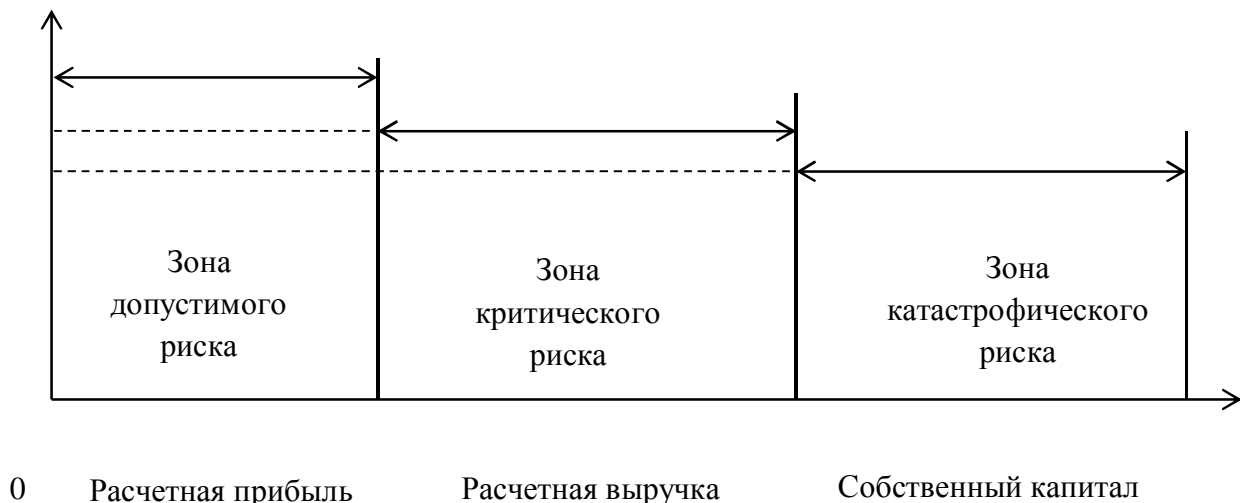 Зона
допустимого
риска
Зона
критического
риска
Зона
катастрофического
риска
0 Расчетная прибыль Расчетная выручка Собственный капитал